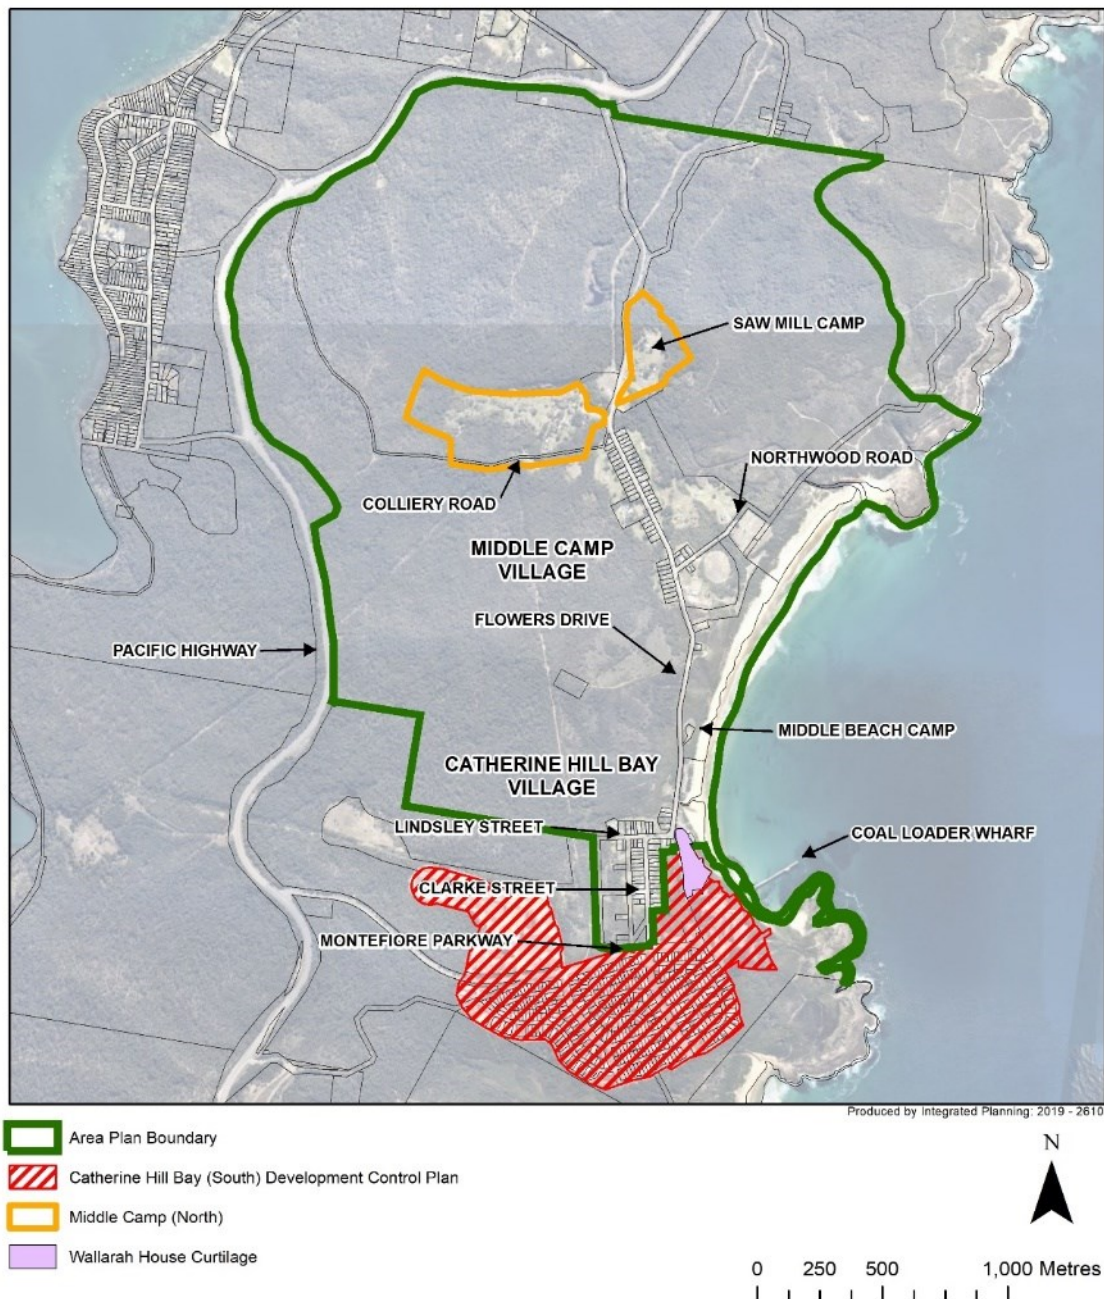 SAW MILL CAMP
NORTHWOOD ROAD
COLLIERY ROAD
MIDDLE CAMP
VILLAGE
FLOWERS DRIVE
PACIFIC HIGHWAY
MIDDLE BEACH CAMP
CATHERINE HILL BAY
VILLAGE
LINDSLEY STREET
COAL LOADER WHARF
CLARKE STREET
MONTEFIORE PARKWAY
Produced by Integrated Planning: 2019 - 2610
Area Plan Boundary
Catherine Hill Bay (South) Development Control Plan
Middle Camp (North)
Wallarah House Curtilage
N
0 250 500 1,000 Metres